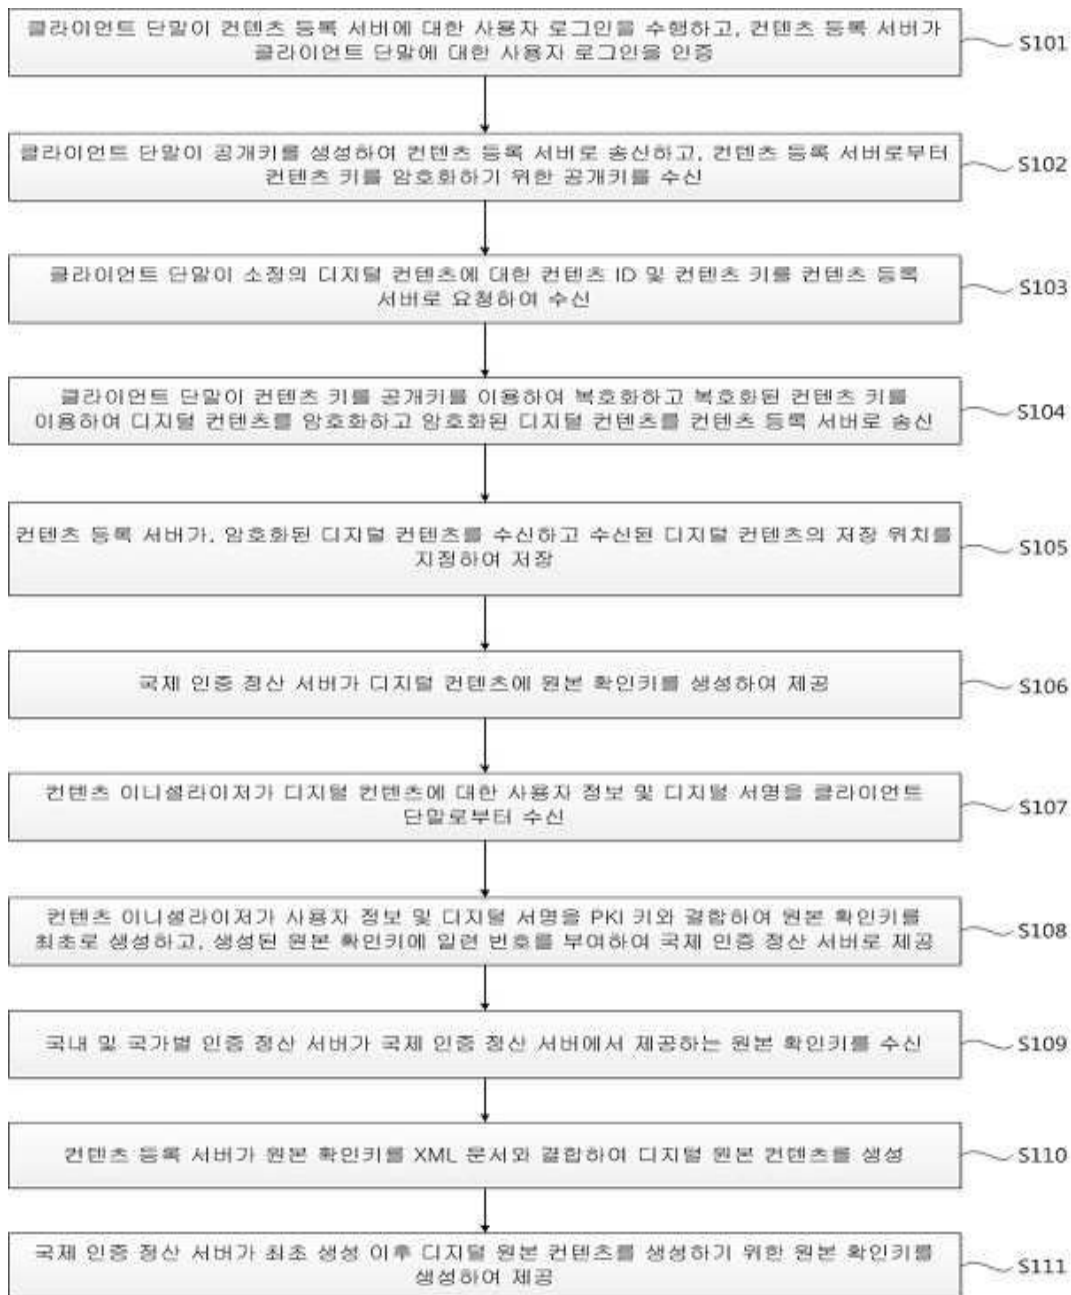 클라이언트 단말이 컨텐츠 등록 서버에 대한 사용자 로그인을 수행하고, 컨텐츠 등록 서버가
클라이언트 단말에 대한 사용자 로그인을 인증
S101
클라이언트 단말이 공개키를 생성하여 컨텐츠 등록 서버로 송신하고, 컨텐츠 등록 서버로부터
컨텐츠 키를 암호화하기 위한 공개키를 수신
S102
클라이언트 단말이 소정의 디지털 컨텐츠에 대한 컨텐츠 ID 및 컨텐츠 키를 컨텐츠 등록
서버로 요청하여 수신
S103
클라이언트 단말이 컨텐츠 키를 공개키를 이용하여 복호화하고 복호화된 컨텐츠 키를
이용하여 디지털 컨텐츠를 암호화하고 암호화된 디지털 컨텐츠를 컨텐츠 등록 서버로 송신
S104
컨텐츠 등록 서버가, 암호화된 디지털 컨텐츠를 수신하고 수신된 디지털 컨텐츠의 저장 위치를
지정하여 저장
S105
국제 인증 정산 서버가 디지털 컨텐츠에 원본 확인키를 생성하여 제공
S106
컨텐츠 이니셜라이저가 디지털 컨텐츠에 대한 사용자 정보 및 디지털 서명을 클라이언트
단말로부터 수신
S107
컨텐츠 이니셜라이저가 사용자 정보 및 디지털 서명을 PKI 키와 결합하여 원본 확인키를
최초로 생성하고, 생성된 원본 확인키에 일련 번호를 부여하여 국제 인증 정산 서버로 제공
S108
국내 및 국가별 인증 정산 서버가 국제 인증 정산 서버에서 제공하는 원본 확인키를 수신
S109
컨텐츠 등록 서버가 원본 확인키를 XML 문서와 결합하여 디지털 원본 컨텐츠를 생성
S110
국제 인증 정산 서버가 최초 생성 이후 디지털 원본 컨텐츠를 생성하기 위한 원본 확인키를
생성하여 제공
S111